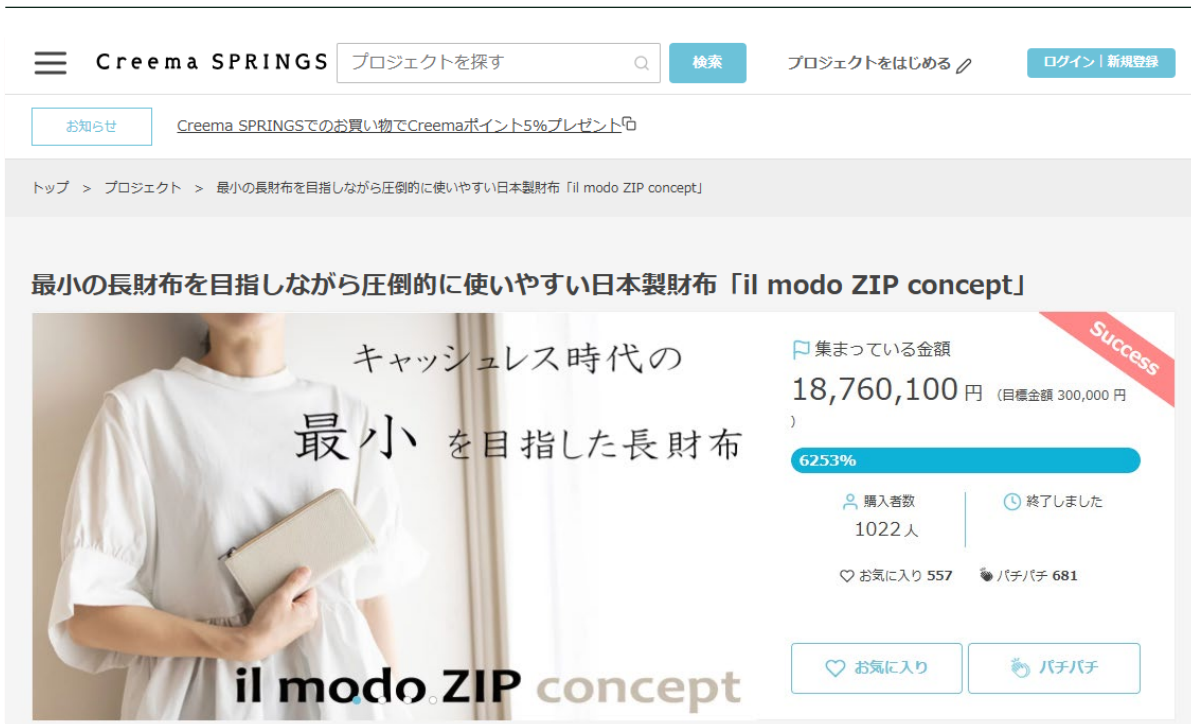 Creema SPRINGS
プロジェクトを探す
検索
プロジェクトをはじめる
ログイン | 新規登録
お知らせ
Creema SPRINGSでのお買い物でCreemaポイント5%プレゼント
トップ > プロジェクト > 最小の長財布を目指しながら圧倒的に使いやすい日本製財布「il modo ZIP concept」
最小の長財布を目指しながら圧倒的に使いやすい日本製財布「il modo ZIP concept」
キャッシュレス時代の
最小 を目指した長財布
il modo ZIP concept
Success
集まっている金額
18,760,100 円 (目標金額 300,000 円
)
6253%
購入者数
1022人
終了しました
お気に入り 557
パチパチ 681
お気に入り
パチパチ